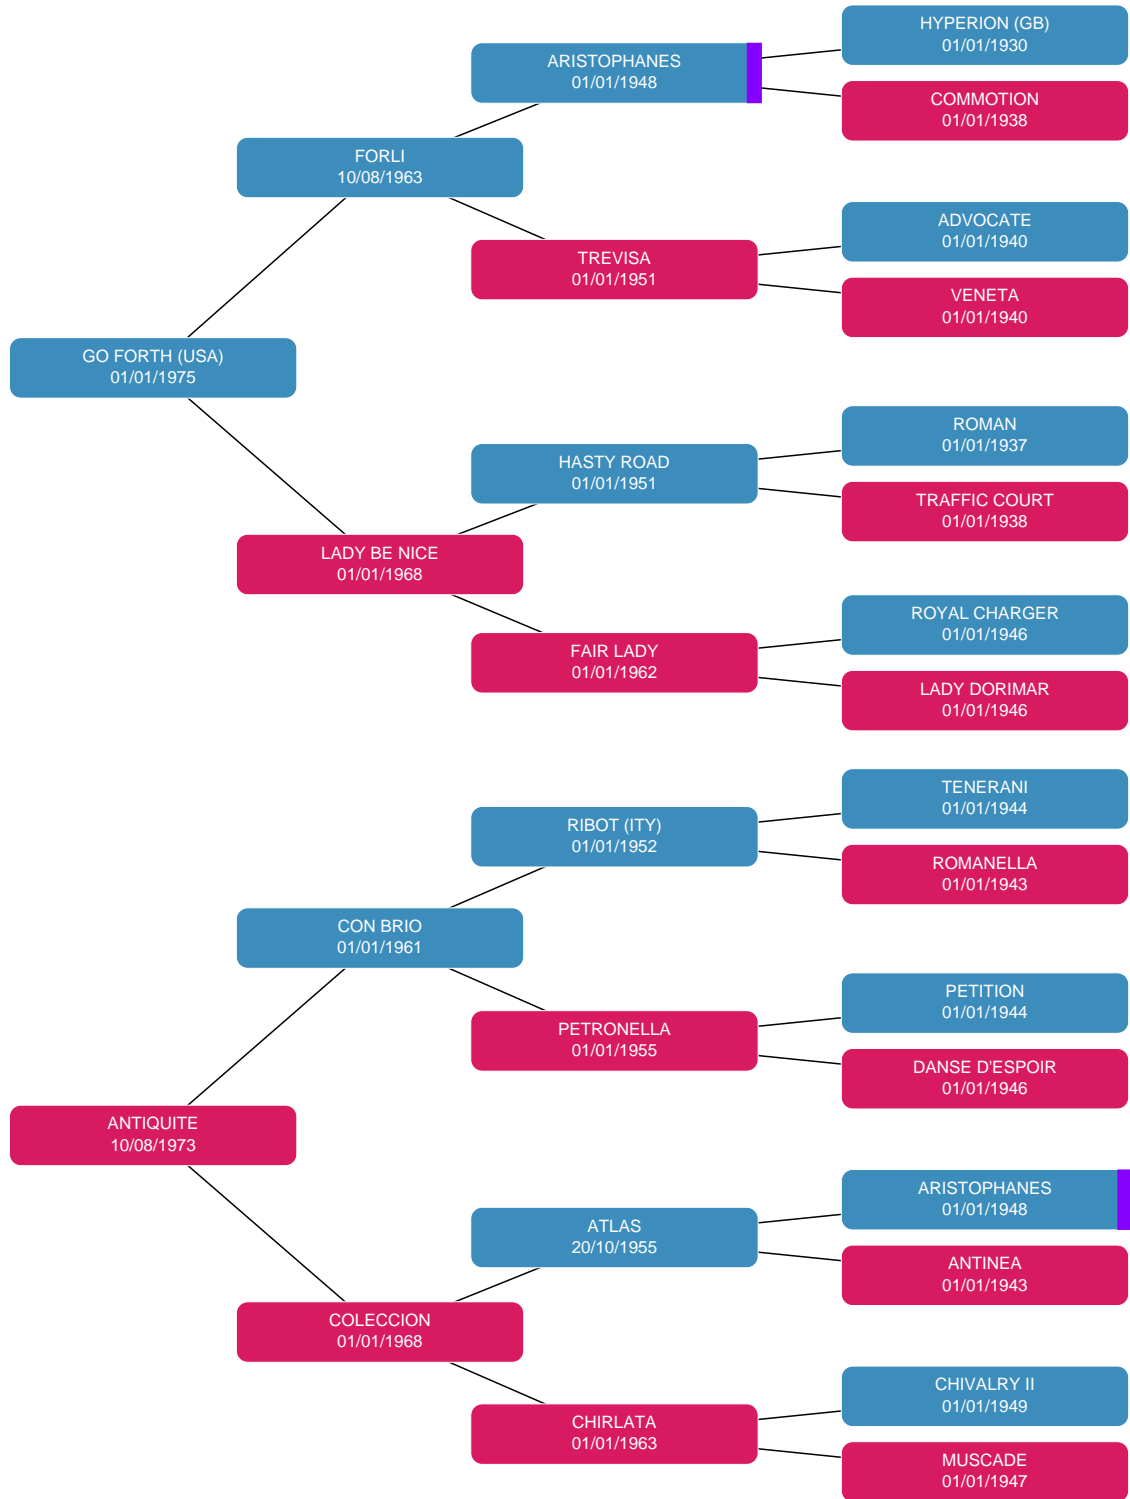 HYPERION (GB)
01/01/1930
ARISTOPHANES
01/01/1948
COMMOTION
01/01/1938
FORLI
10/08/1963
ADVOCATE
01/01/1940
TREVISA
01/01/1951
VENETA
01/01/1940
GO FORTH (USA)
01/01/1975
ROMAN
01/01/1937
HASTY ROAD
01/01/1951
TRAFFIC COURT
01/01/1938
LADY BE NICE
01/01/1968
ROYAL CHARGER
01/01/1946
FAIR LADY
01/01/1962
LADY DORIMAR
01/01/1946
TENERANI
01/01/1944
RIBOT (ITY)
01/01/1952
ROMANELLA
01/01/1943
CON BRIO
01/01/1961
PETITION
01/01/1944
PETRONELLA
01/01/1955
DANSE D'ESPOIR
01/01/1946
ANTIQUITE
10/08/1973
ARISTOPHANES
01/01/1948
ATLAS
20/10/1955
ANTINEA
01/01/1943
COLECCION
01/01/1968
CHIVALRY II
01/01/1949
CHIRLATA
01/01/1963
MUSCADE
01/01/1947